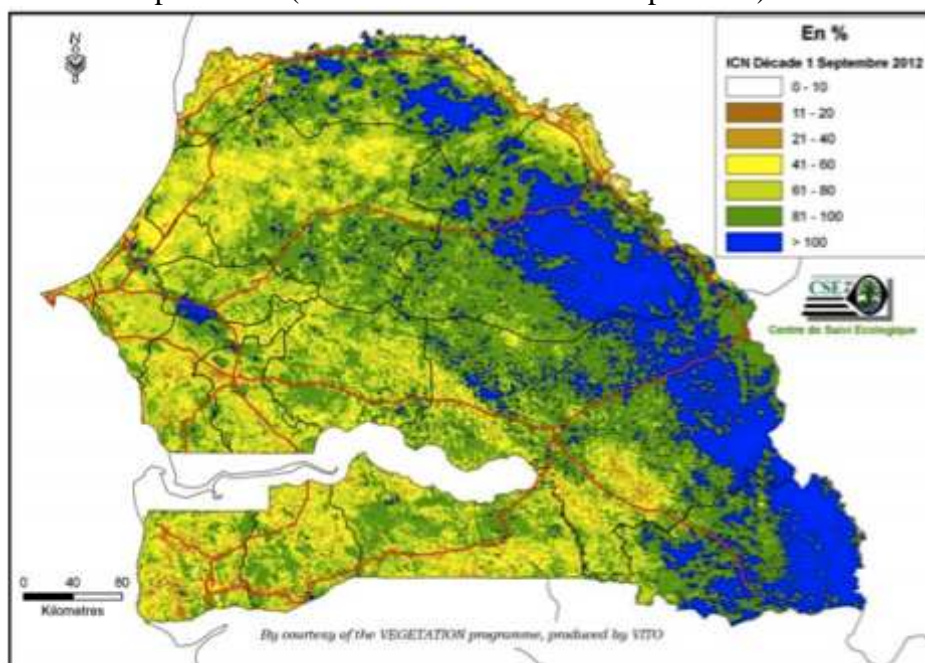 N
En %
ICN Décade 1 Septembre 2012
0 - 10
11 - 20
21 - 40
41 - 60
61 - 80
81 - 100
> 100
CSE
Centre de Suivi Ecologique
0 40 80
Kilometres
By courtesy of the VEGETATION programme, produced by VITO